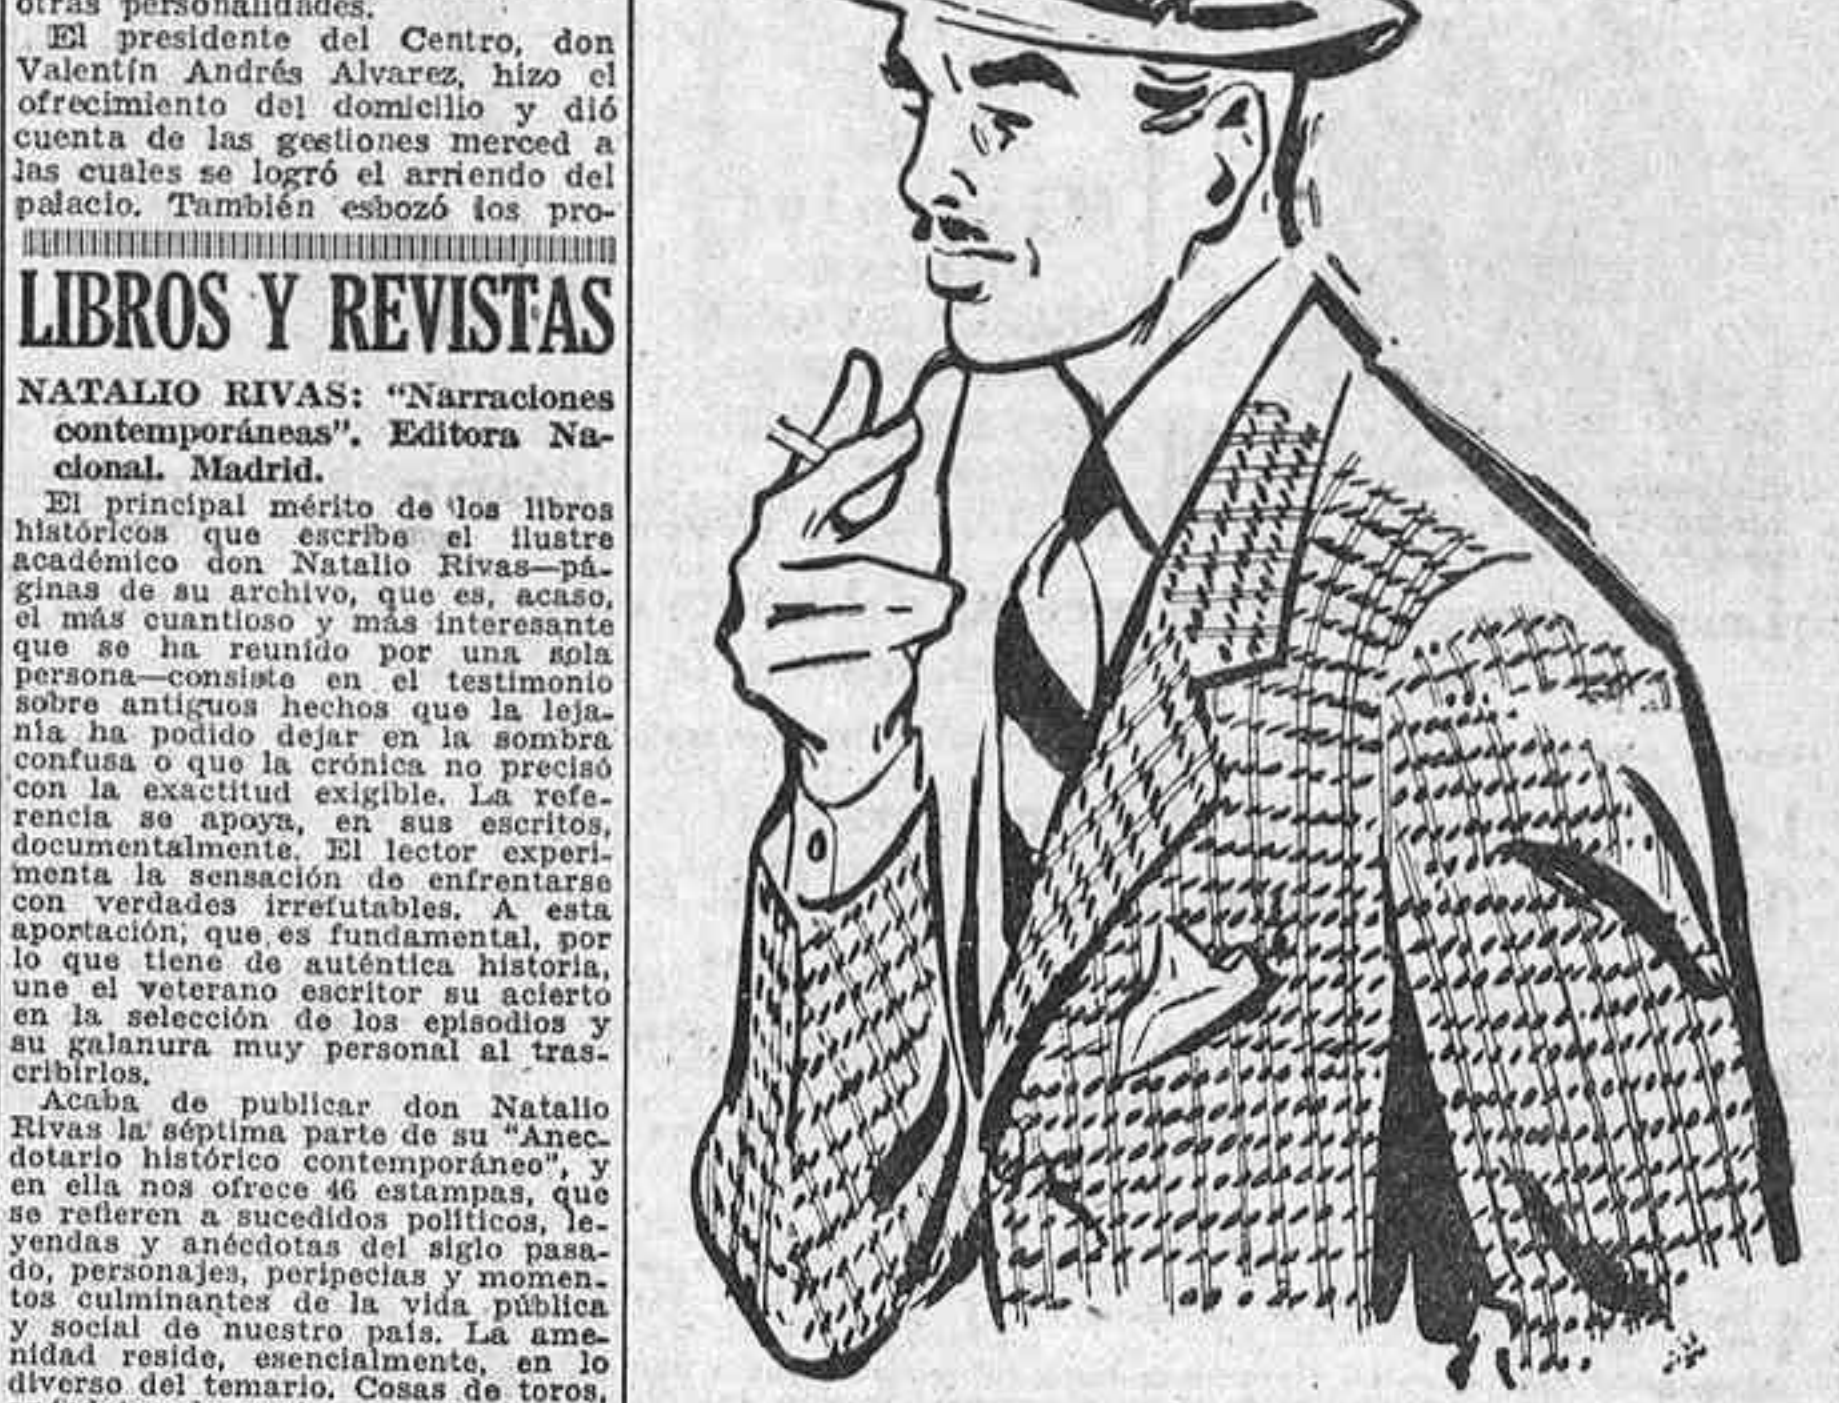 otras personalidades.
El presidente del Centro, don
Valentín Andrés Alvarez, hizo el
ofrecimiento del domicilio y dió
cuenta de las gestiones merced a
las cuales se logró el arriendo del
palacio. También esbozó los pro-
LIBROS Y REVISTAS
NATALIO RIVAS: “Narraciones
contemporáneas”. Editora Na-
cional. Madrid.
El principal mérito de los libros
históricos que escribe el ilustre
académico don Natalio Rivas—pá-
ginas de su archivo, que es, acaso,
el más cuantioso y más interesante
que se ha reunido por una sola
persona—consiste en el testimonio
sobre antiguos hechos que la leja-
nía ha podido dejar en la sombra
confusa o que la crónica no precisó
con la exactitud exigible. La refe-
rencia se apoya, en sus escritos,
documentalmente. El lector experi-
menta la sensación de enfrentarse
con verdades irrefutables. A esta
aportación, que es fundamental, por
lo que tiene de auténtica historia,
une el veterano escritor su acierto
en la selección de los episodios y
su galanura muy personal al tras-
cribirlos.
Acaba de publicar don Natalio
Rivas la séptima parte de su “Anec-
dotario histórico contemporáneo”, y
en ella nos ofrece 46 estampas, que
se refieren a sucedidos políticos, le-
yendas y anécdotas del siglo pasa-
do, personajes, peripecias y momen-
tos culminantes de la vida pública
y social de nuestro país. La ame-
nidad reside, esencialmente, en lo
diverso del temario. Cosas de toros,